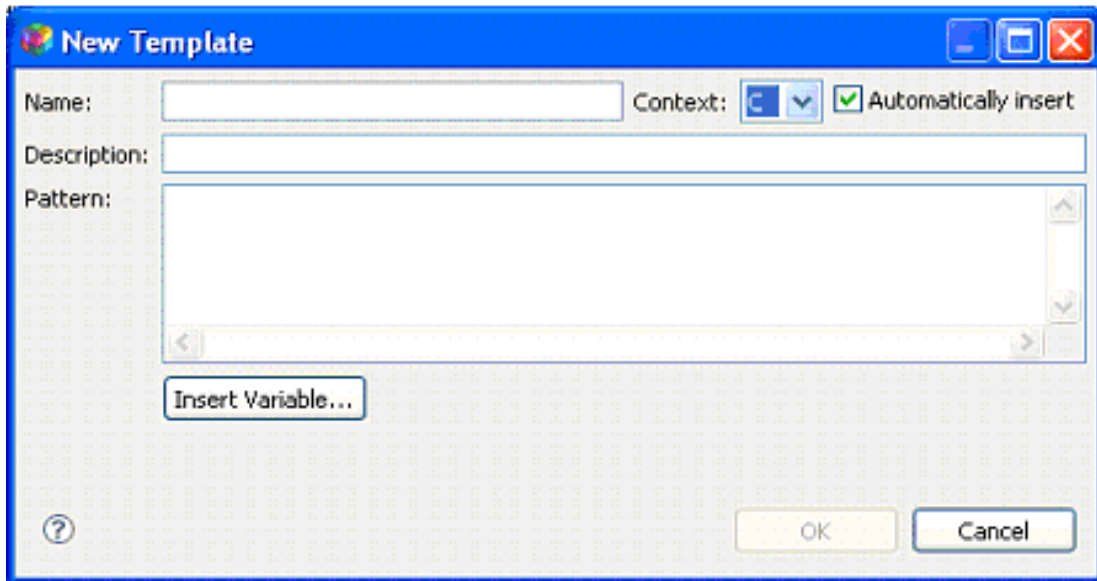 New Template
Name: Context: C Automatically insert
Description:
Pattern:
Insert Variable...
? OK Cancel